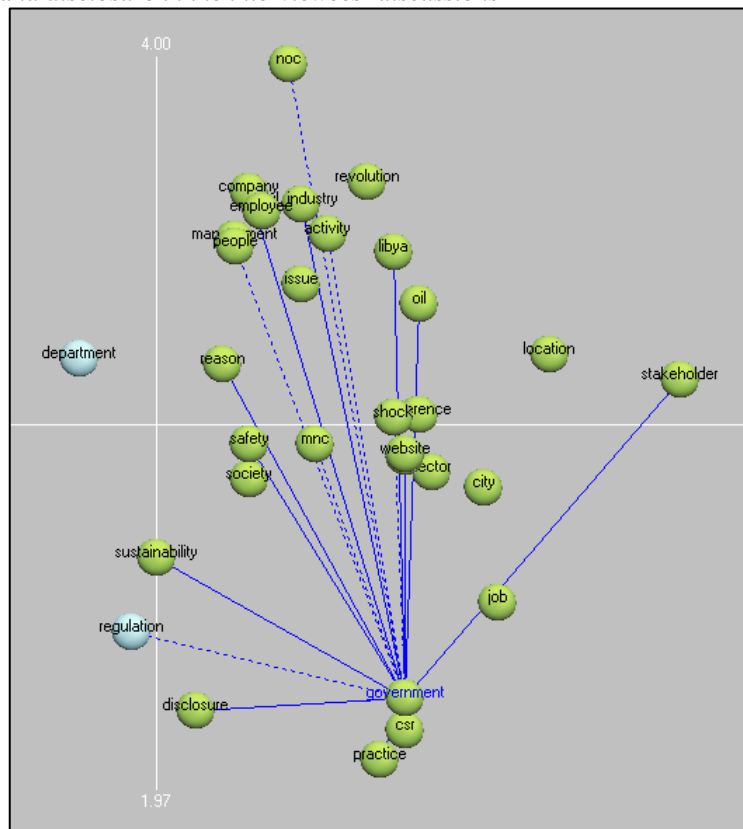 4.00
noc
revolution
company
industry
employee
activity
people
libya
issue
oil
department
reason
location
stakeholder
shock
safety
mnc
website
society
city
sustainability
job
regulation
government
disclosure
csr
practice
1.97